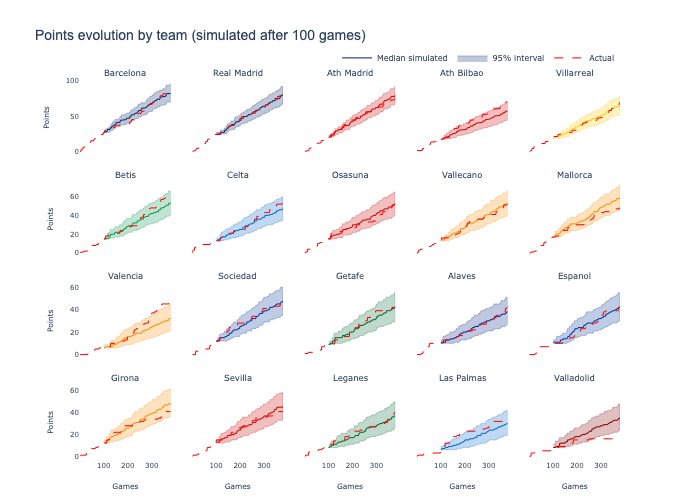 Points evolution by team (simulated after 100 games)
Median simulated 95% interval Actual
Barcelona Real Madrid Ath Madrid Ath Bilbao Villarreal
100
50
0
Points
Betis Celta Osasuna Vallecano Mallorca
60
40
20
0
Points
Valencia Sociedad Getafe Alaves Espanol
60
40
20
0
Points
Girona Sevilla Leganes Las Palmas Valladolid
60
40
20
0
Points
100 200 300 100 200 300 100 200 300 100 200 300 100 200 300
Games Games Games Games Games